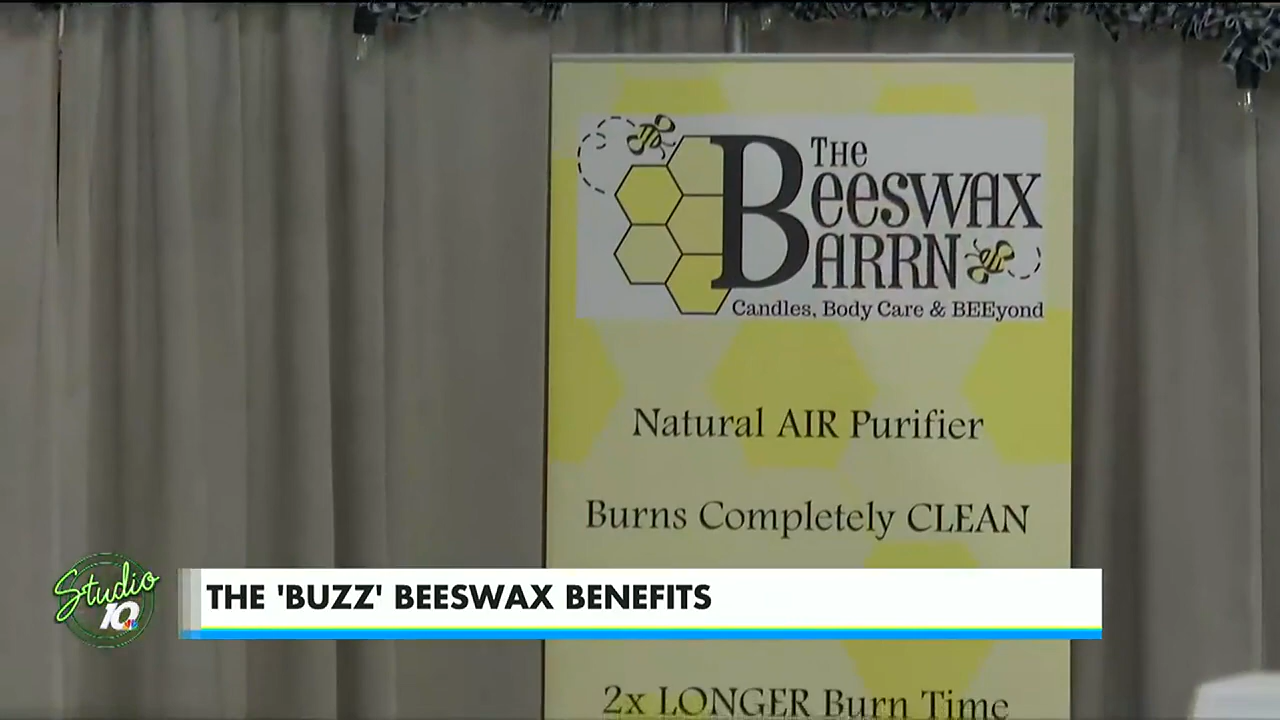 THE
BEESWAX
BARRN
Candles, Body Care & BEEyond
Natural AIR Purifier
Burns Completely CLEAN
Studio
10
THE 'BUZZ' BEESWAX BENEFITS
2x LONGER Burn Time